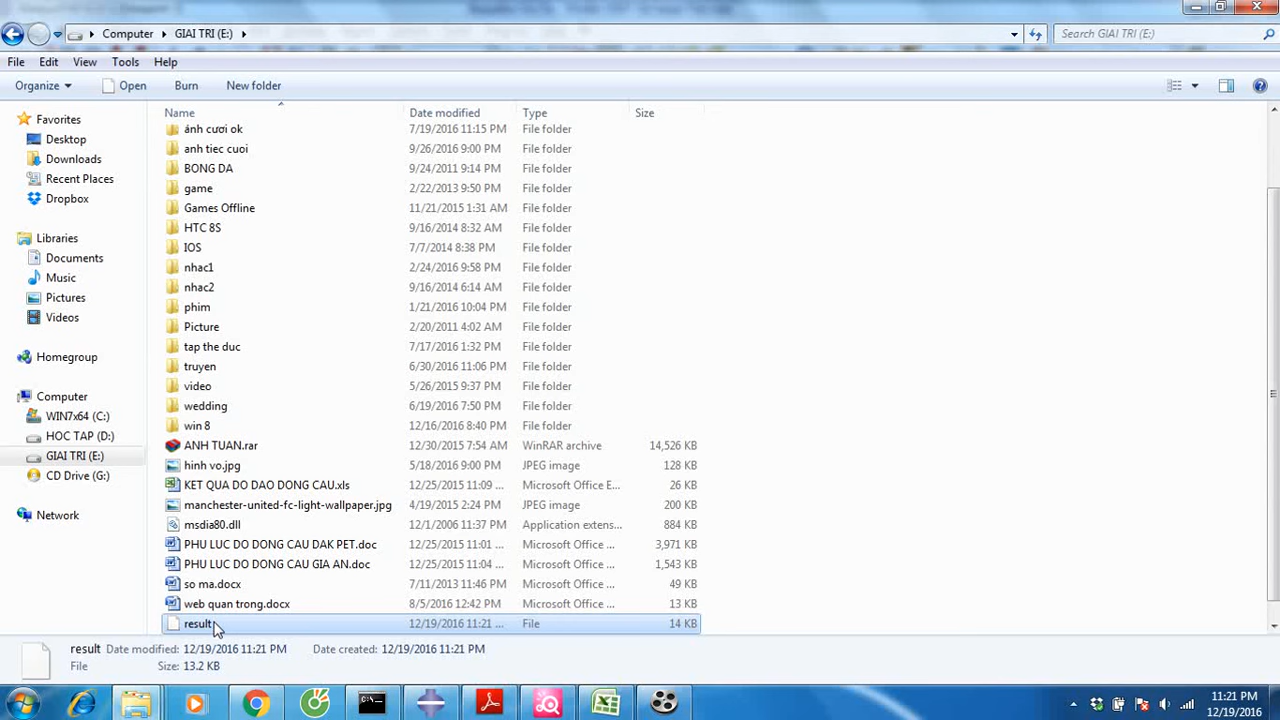 Computer GIAI TRI (E:) Search GIAI TRI (E:)
File Edit View Tools Help
Organize Open Burn New folder
Name Date modified Type Size
Favorites
Desktop
Downloads
Recent Places
Dropbox
Libraries
Documents
Music
Pictures
Videos
Homegroup
Computer
WIN7x64 (C:)
HOC TAP (D:)
GIAI TRI (E:)
CD Drive (G:)
Network
ảnh cưới ok 7/19/2016 11:15 PM File folder
anh tiec cuoi 9/26/2016 9:00 PM File folder
BONG DA 9/24/2011 9:14 PM File folder
game 2/22/2013 9:50 PM File folder
Games Offline 11/21/2015 1:31 AM File folder
HTC 8S 9/16/2014 8:32 AM File folder
IOS 7/7/2014 8:38 PM File folder
nhac1 2/24/2016 9:58 PM File folder
nhac2 9/16/2014 6:14 AM File folder
phim 1/21/2016 10:04 PM File folder
Picture 2/20/2011 4:02 AM File folder
tap the duc 7/17/2016 1:32 PM File folder
truyen 6/30/2016 11:06 PM File folder
video 5/26/2015 9:37 PM File folder
wedding 6/19/2016 7:50 PM File folder
win 8 12/16/2016 8:40 PM File folder
ANH TUAN.rar 12/30/2015 7:54 AM WinRAR archive 14,526 KB
hinh vo.jpg 5/18/2016 9:00 PM JPEG image 128 KB
KET QUA DO DAO DONG CAU.xls 12/25/2015 11:09 ... Microsoft Office E... 26 KB
manchester-united-fc-light-wallpaper.jpg 4/19/2015 2:24 PM JPEG image 200 KB
msdia80.dll 12/1/2006 11:37 PM Application extens... 884 KB
PHU LUC DO DONG CAU DAK PET.doc 12/25/2015 11:01 ... Microsoft Office ... 3,971 KB
PHU LUC DO DONG CAU GIA AN.doc 12/25/2015 11:04 ... Microsoft Office ... 1,543 KB
so ma.docx 7/11/2013 11:46 PM Microsoft Office ... 49 KB
web quan trong.docx 8/5/2016 12:42 PM Microsoft Office ... 13 KB
result 12/19/2016 11:21 ... File 14 KB
result Date modified: 12/19/2016 11:21 PM Date created: 12/19/2016 11:21 PM
File Size: 13.2 KB
C:\.
11:21 PM
12/19/2016